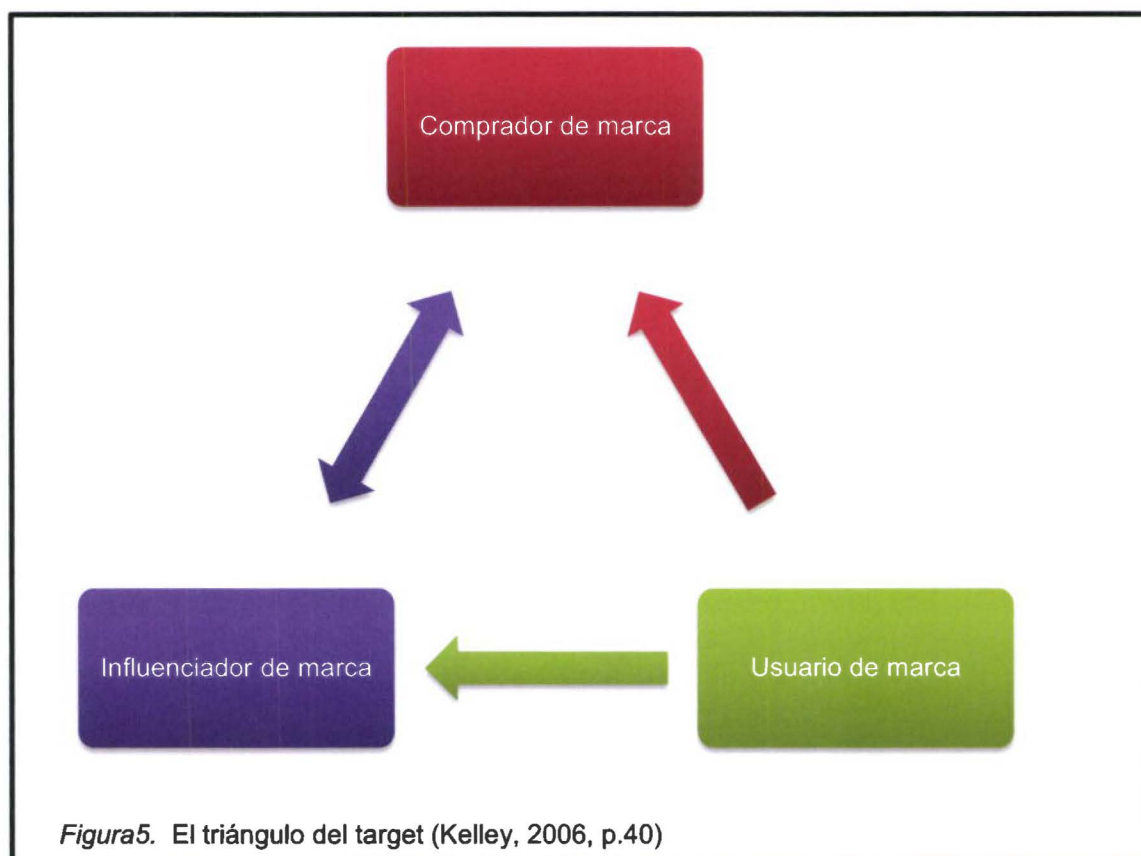 Comprador de marca
Influenciador de marca
Usuario de marca
Figura5. El triángulo del target (Kelley, 2006, p.40)